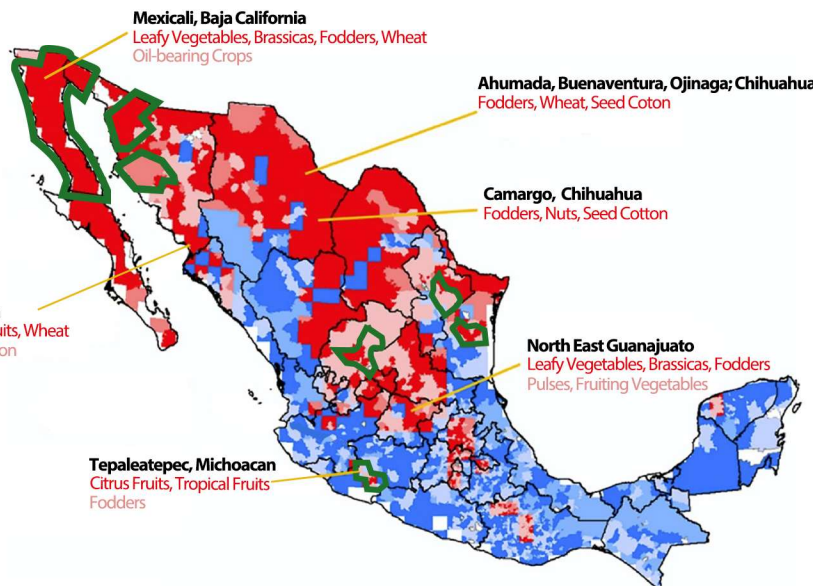 Mexicali, Baja California
Leafy Vegetables, Brassicas, Fodders, Wheat
Oil-bearing Crops
Ahumada, Buenaventura, Ojinaga; Chihuahua
Fodders, Wheat, Seed Coton
Camargo, Chihuahua
Fodders, Nuts, Seed Cotton
Wheat
North East Guanajuato
Leafy Vegetables, Brassicas, Fodders
Pulses, Fruiting Vegetables
Tepaleatepec, Michoacan
Citrus Fruits, Tropical Fruits
Fodders